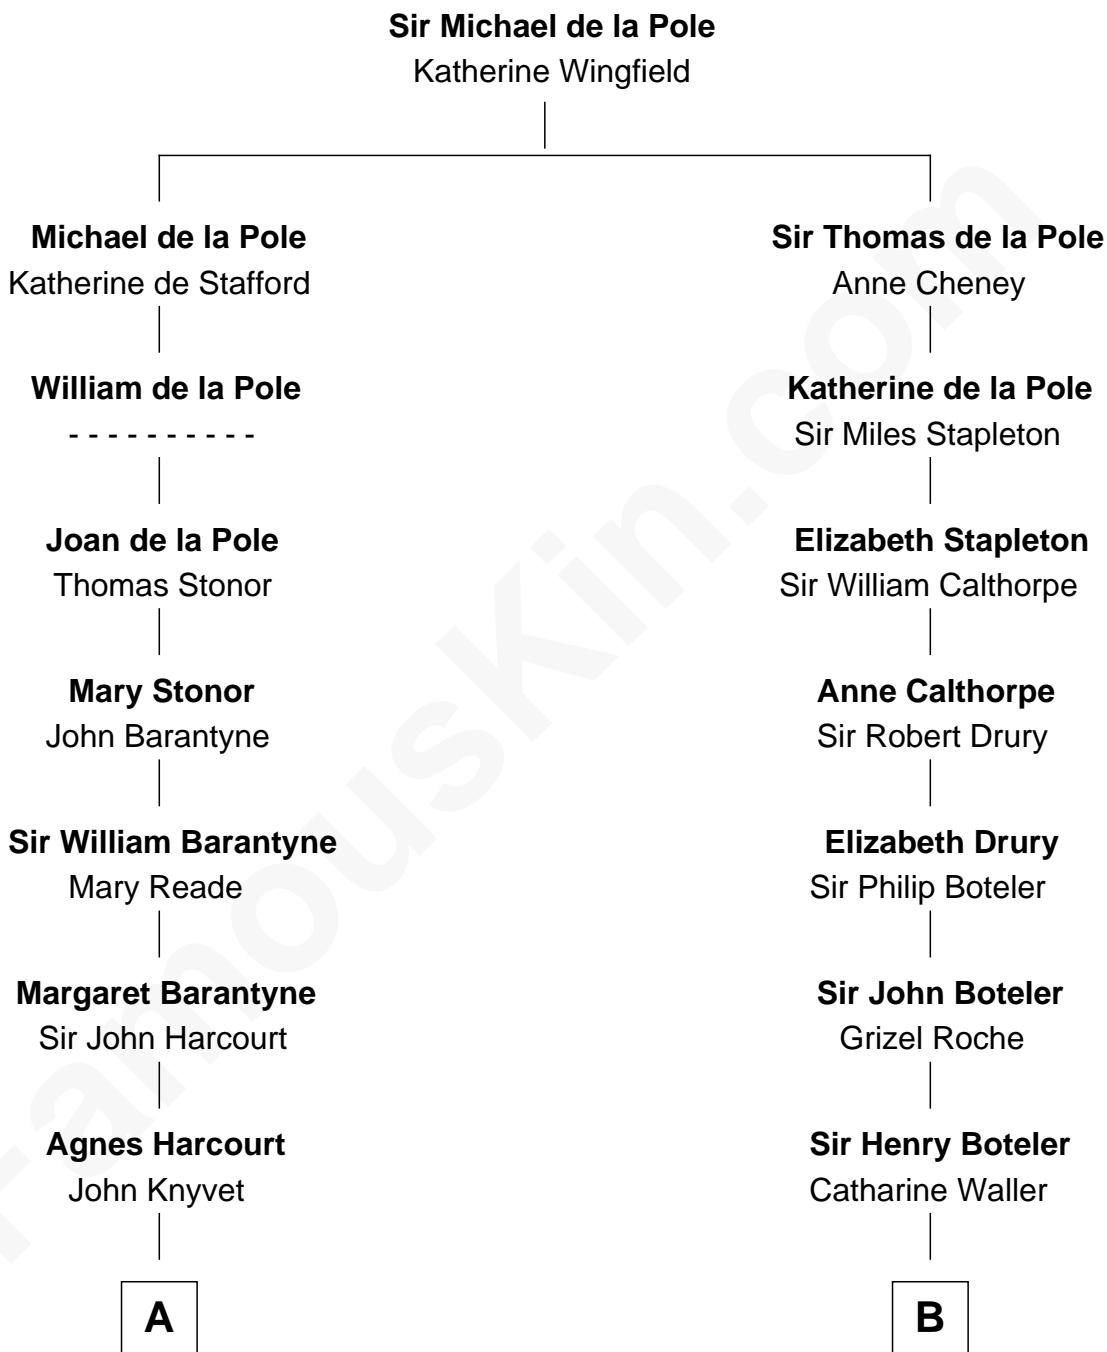 Sir Michael de la Pole
Katherine Wingfield
Michael de la Pole
Katherine de Stafford
Sir Thomas de la Pole
Anne Cheney
William de la Pole
- - - - - - - - - -
Katherine de la Pole
Sir Miles Stapleton
Joan de la Pole
Thomas Stonor
Elizabeth Stapleton
Sir William Calthorpe
Mary Stonor
John Barantyne
Anne Calthorpe
Sir Robert Drury
Sir William Barantyne
Mary Reade
Elizabeth Drury
Sir Philip Boteler
Margaret Barantyne
Sir John Harcourt
Sir John Boteler
Grizel Roche
Agnes Harcourt
John Knyvet
Sir Henry Boteler
Catharine Waller
A
B
FamousKin.com